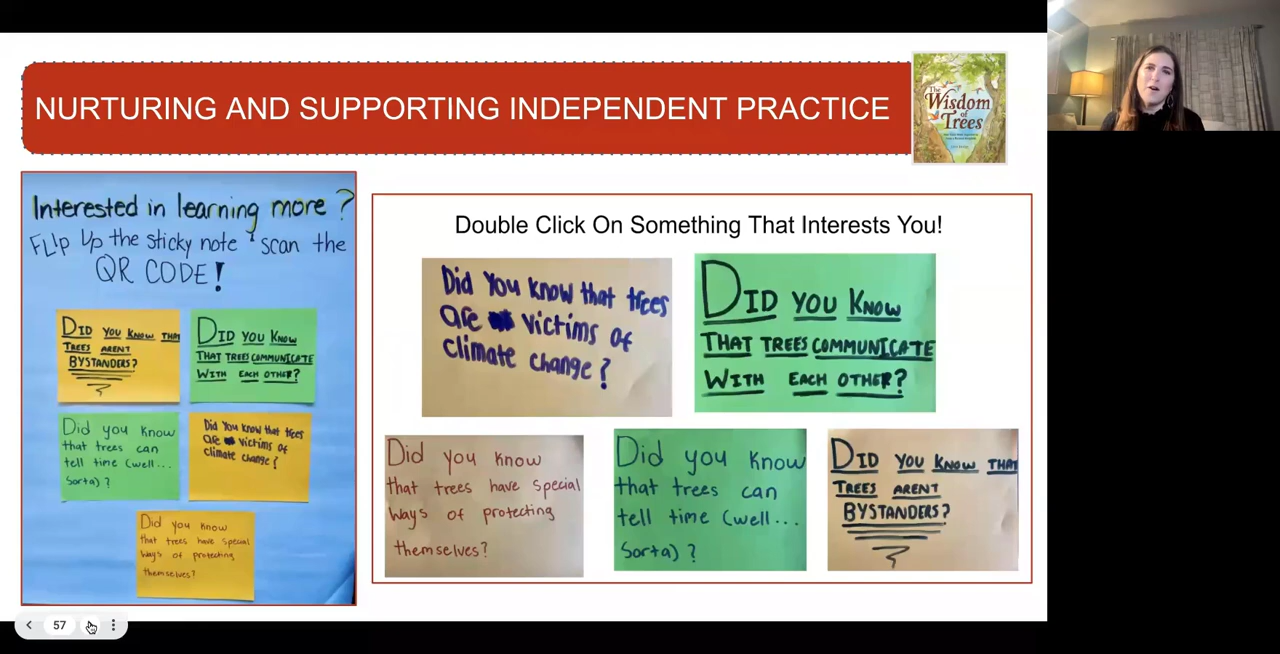 NURTURING AND SUPPORTING INDEPENDENT PRACTICE
The
Wisdom
of
Trees
Interested in learning more?
FLIP UP the sticky note & scan the
QR CODE!
DID YOU KNOW THAT
TREES ARENT
BYSTANDERS?
DID YOU KNOW
THAT TREES COMMUNICATE
WITH EACH OTHER?
Did you know
that trees can
tell time (well...
Sorta)?
Did You know that trees
are victims of
climate change?
Did you know
that trees have special
ways of protecting
themselves?
Double Click On Something That Interests You!
Did You know that trees
are victims of
climate change?
DID YOU KNOW
THAT TREES COMMUNICATE
WITH EACH OTHER?
Did you know
that trees have special
ways of protecting
themselves?
Did you know
that trees can
tell time (well...
Sorta)?
DID YOU KNOW THAT
TREES ARENT
BYSTANDERS?
57